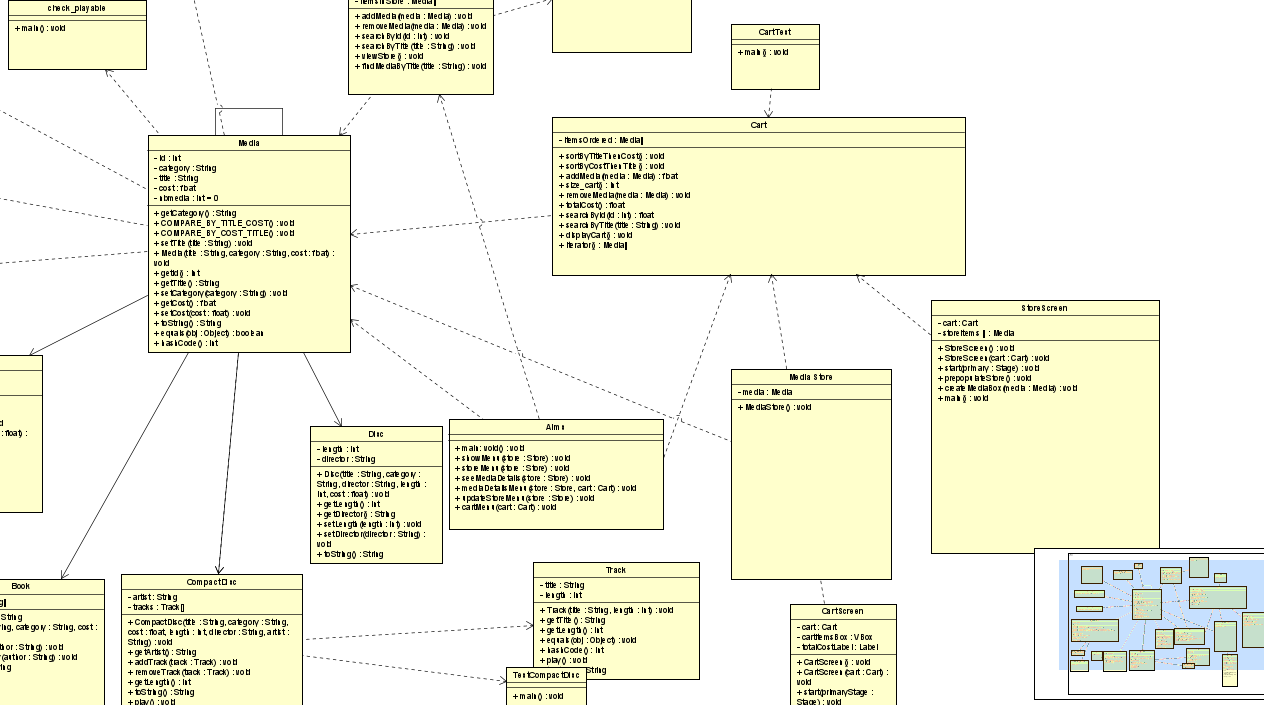 check_playable
+ main() : void
+ addMedia(media : Media) : void
+ removeMedia(media : Media) : void
+ searchById(id : int) : void
+ searchByTitle(title : String) : void
+ viewStore() : void
+ findMediaByTitle(title : String) : void
CartTest
+ main() : void
Cart
- itemsOrdered : Media[]
+ sortByTitleThenCost() : void
+ sortByCostThenTitle() : void
+ addMedia(media : Media) : float
+ size_cart() : int
+ removeMedia(media : Media) : void
+ totalCost() : float
+ searchById(id : int) : float
+ searchByTitle(title : String) : void
+ displayCart() : void
+ iterator() : Media[]
Media
- id : int
- category : String
- title : String
- cost : float
- nbmedia : int = 0
+ getCategory() : String
+ COMPARE_BY_TITLE_COST() : void
+ COMPARE_BY_COST_TITLE() : void
+ setTitle(title : String) : void
+ Media(title : String, category : String, cost : float) :
void
+ getId() : int
+ getTitle() : String
+ setCategory(category : String) : void
+ getCost() : float
+ setCost(cost : float) : void
+ toString() : String
+ equals(obj : Object) : boolean
+ hashCode() : int
StoreScreen
- cart : Cart
- storeItems [] : Media
+ StoreScreen() : void
+ StoreScreen(cart : Cart) : void
+ start(primary : Stage) : void
+ prepopulateStore() : void
+ createMediaBox(media : Media) : void
+ main() : void
Media Store
- media : Media
+ MediaStore() : void
float) :
Disc
- length : int
- director : String
+ Disc(title : String, category :
String, director : String, length :
int, cost : float) : void
+ getLength() : int
+ getDirector() : String
+ setLength(length : int) : void
+ setDirector(director : String) :
void
+ toString() : String
+ main : void() : void
+ showMenu(store : Store) : void
+ storeMenu(store : Store) : void
+ seeMediaDetails(store : Store) : void
+ mediaDetailsMenu(store : Store, cart : Cart) : void
+ updateStoreMenu(store : Store) : void
+ cartMenu(cart : Cart) : void
Book
String
category : String, cost :
String) : void
(author : String) : void
CompactDisc
- artist : String
- tracks : Track[]
+ CompactDisc(title : String, category : String,
cost : float, length : int, director : String, artist :
String) : void
+ getArtist() : String
+ addTrack(track : Track) : void
+ removeTrack(track : Track) : void
+ getLength() : int
+ toString() : String
+ play() : void
Track
- title : String
- length : int
+ Track(title : String, length : int) : void
+ getTitle() : String
+ getLength() : int
+ equals(obj : Object) : void
+ hashCode() : int
+ play() : void
String
TestCompactDisc
+ main() : void
CartScreen
- cart : Cart
- cartItemsBox : VBox
- totalCostLabel : Label
+ CartScreen() : void
+ CartScreen(cart : Cart) :
void
+ start(primaryStage :
Stage) : void